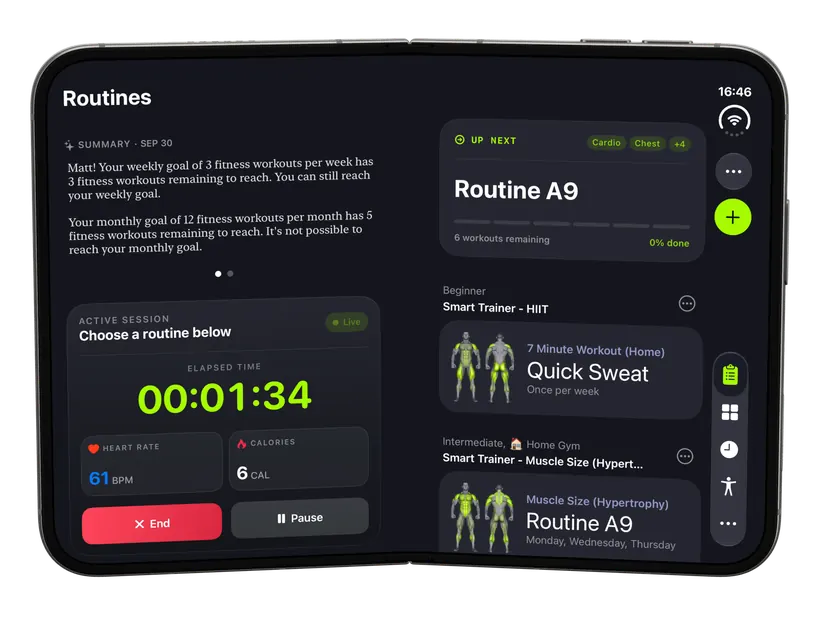 Routines
SUMMARY · SEP 30
Matt! Your weekly goal of 3 fitness workouts per week has
3 fitness workouts remaining to reach. You can still reach
your weekly goal.
Your monthly goal of 12 fitness workouts per month has 5
fitness workouts remaining to reach. It's not possible to
reach your monthly goal.
ACTIVE SESSION
Choose a routine below
Live
ELAPSED TIME
00:01:34
HEART RATE
61 BPM
CALORIES
6 CAL
End
Pause
UP NEXT
Cardio
Chest
+4
Routine A9
6 workouts remaining
0% done
Beginner
Smart Trainer - HIIT
7 Minute Workout (Home)
Quick Sweat
Once per week
Intermediate, 🏠 Home Gym
Smart Trainer - Muscle Size (Hypert...
Muscle Size (Hypertrophy)
Routine A9
Monday, Wednesday, Thursday
16:46